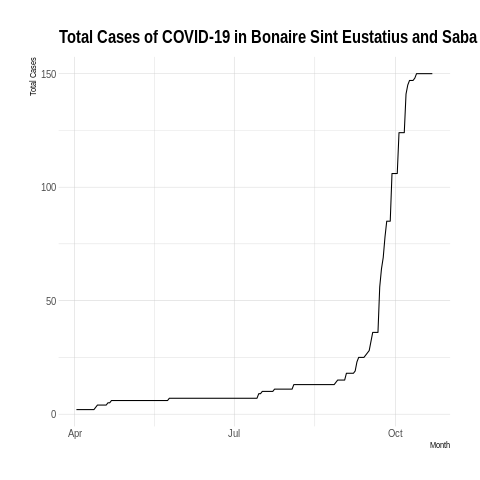 Total Cases of COVID-19 in Bonaire Sint Eustatius and Saba
Total Cases
150
100
50
0
Apr
Jul
Oct
Month